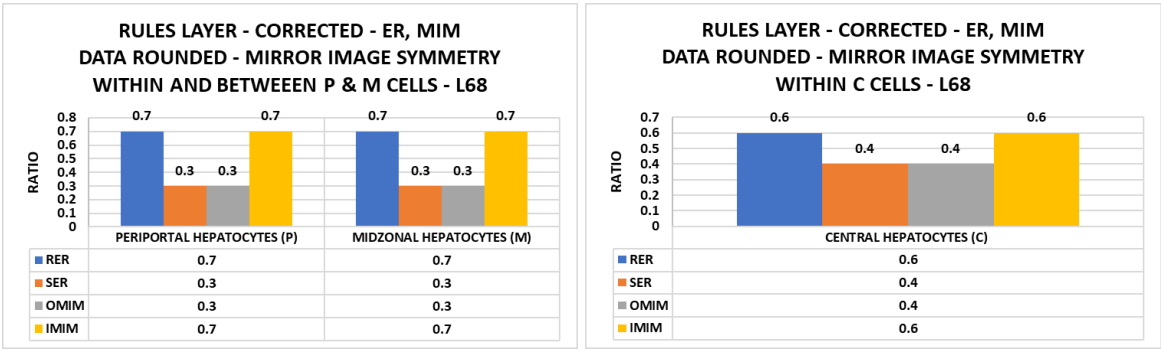 RULES LAYER - CORRECTED - ER, MIM
DATA ROUNDED - MIRROR IMAGE SYMMETRY
WITHIN AND BETWEEEN P & M CELLS - L68
0.7 0.7 0.7 0.7
0.8
0.7
0.6
0.5
0.4
0.3
0.2
0.1
0
RATIO
0.3 0.3 0.3 0.3
PERIPORTAL HEPATOCYTES (P) MIDZONAL HEPATOCYTES (M)
RER 0.7 0.7
SER 0.3 0.3
OMIM 0.3 0.3
IMIM 0.7 0.7
RULES LAYER - CORRECTED - ER, MIM
DATA ROUNDED - MIRROR IMAGE SYMMETRY
WITHIN C CELLS - L68
0.7
0.6
0.5
0.4
0.3
0.2
0.1
0
RATIO
0.6 0.4 0.4 0.6
CENTRAL HEPATOCYTES (C)
RER 0.6
SER 0.4
OMIM 0.4
IMIM 0.6